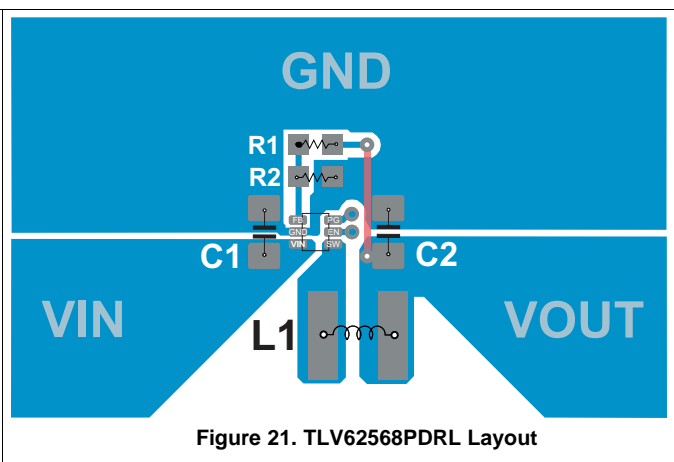 GND
R1
R2
FB PG
GND EN
VIN SW
C1 C2
VIN VOUT
L1
Figure 21. TLV62568PDRL Layout